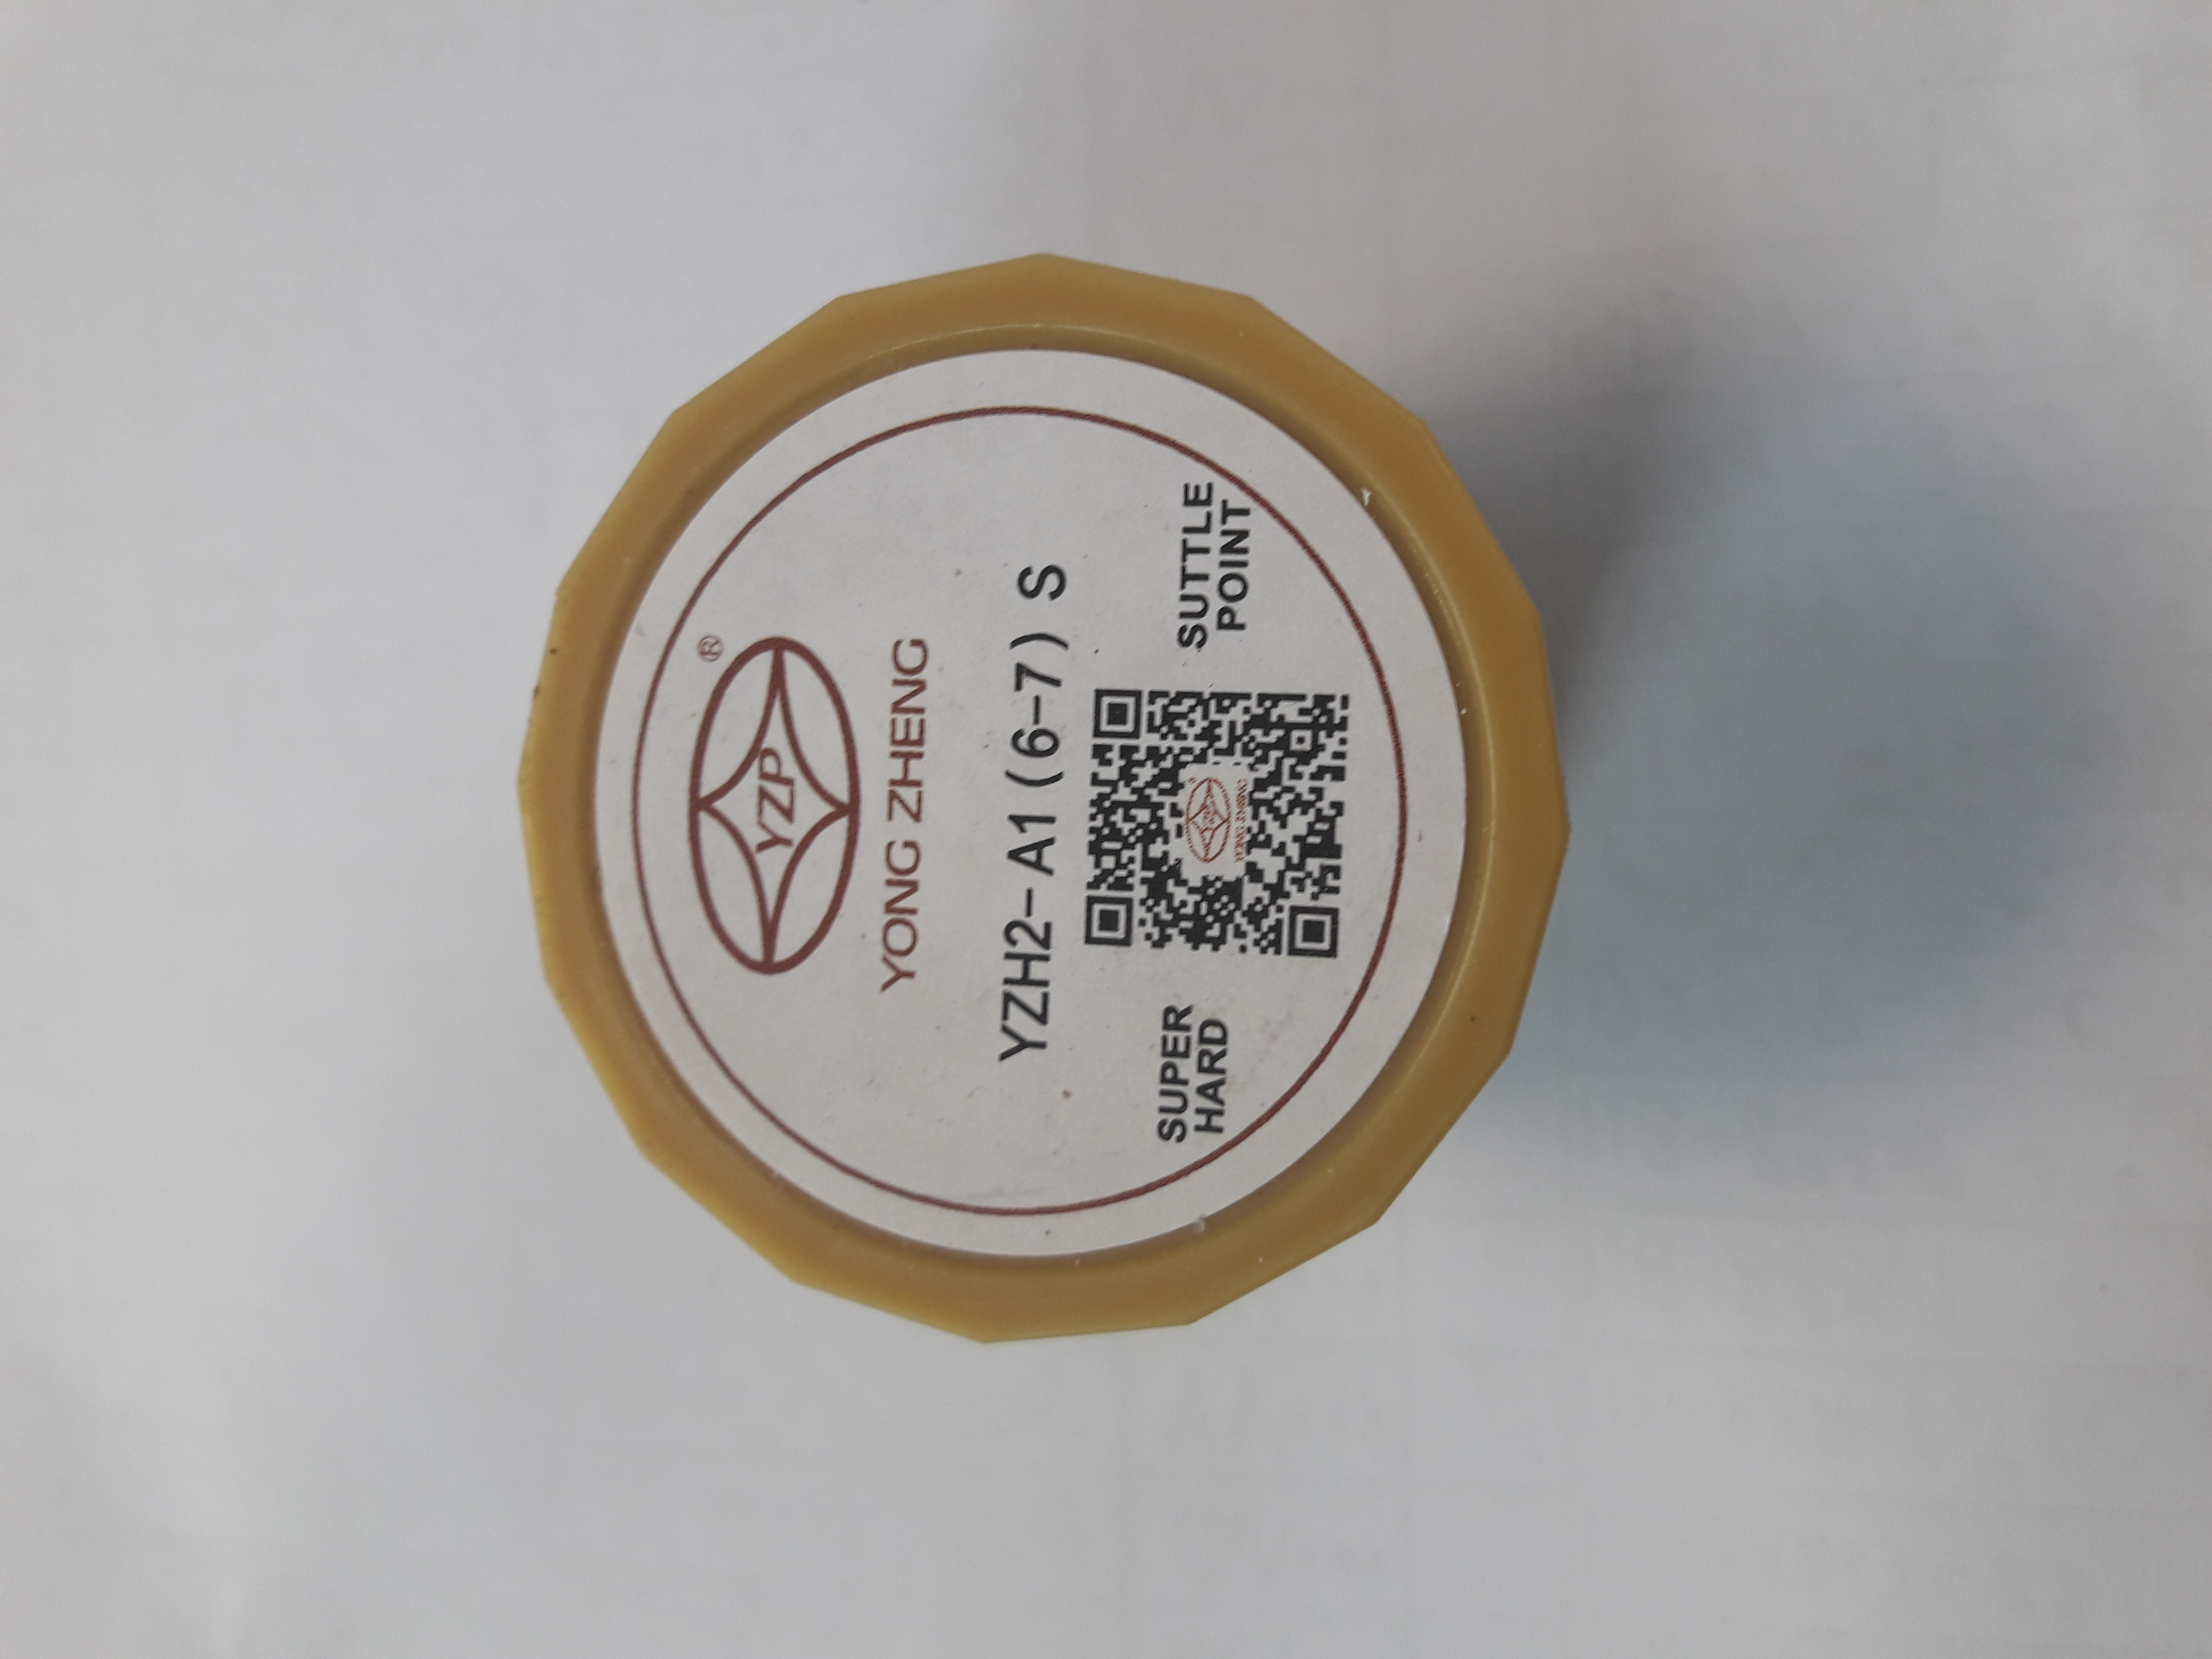 ®
YZP
YONG ZHENG
YZH2-A1(6-7) S
SUPER
HARD
SUTTLE
POINT